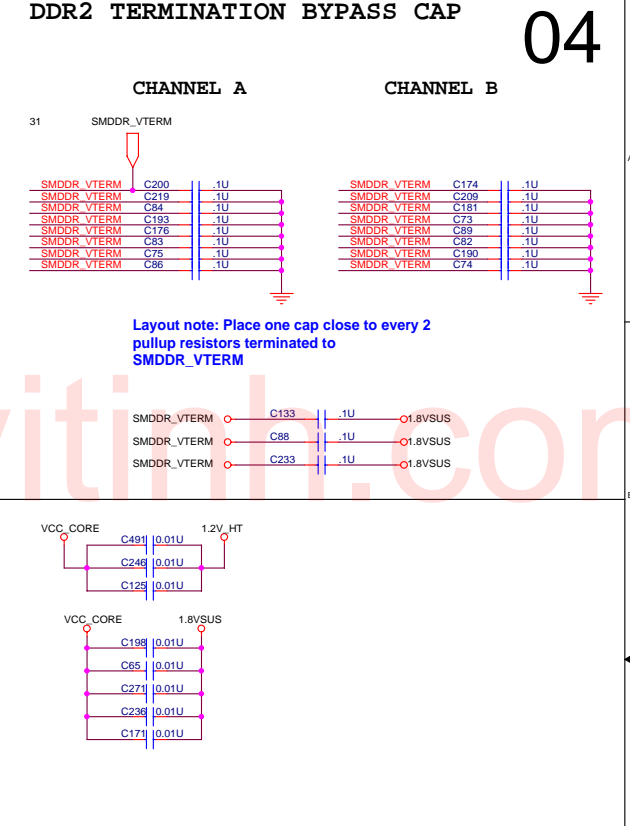 DDR2 TERMINATION BYPASS CAP
04
CHANNEL A CHANNEL B
31 SMDDR_VTERM
SMDDR_VTERM C200 .1U SMDDR_VTERM C174 .1U
SMDDR_VTERM C219 .1U SMDDR_VTERM C209 .1U
SMDDR_VTERM C84 .1U SMDDR_VTERM C181 .1U
SMDDR_VTERM C193 .1U SMDDR_VTERM C73 .1U
SMDDR_VTERM C176 .1U SMDDR_VTERM C89 .1U
SMDDR_VTERM C83 .1U SMDDR_VTERM C82 .1U
SMDDR_VTERM C75 .1U SMDDR_VTERM C190 .1U
SMDDR_VTERM C86 .1U SMDDR_VTERM C74 .1U
Layout note: Place one cap close to every 2
pullup resistors terminated to
SMDDR_VTERM
SMDDR_VTERM C133 .1U 1.8VSUS
SMDDR_VTERM C88 .1U 1.8VSUS
SMDDR_VTERM C233 .1U 1.8VSUS
vitinh.com
VCC_CORE 1.2V_HT
C491 0.01U
C246 0.01U
C125 0.01U
VCC_CORE 1.8VSUS
C198 0.01U
C65 0.01U
C271 0.01U
C236 0.01U
C171 0.01U